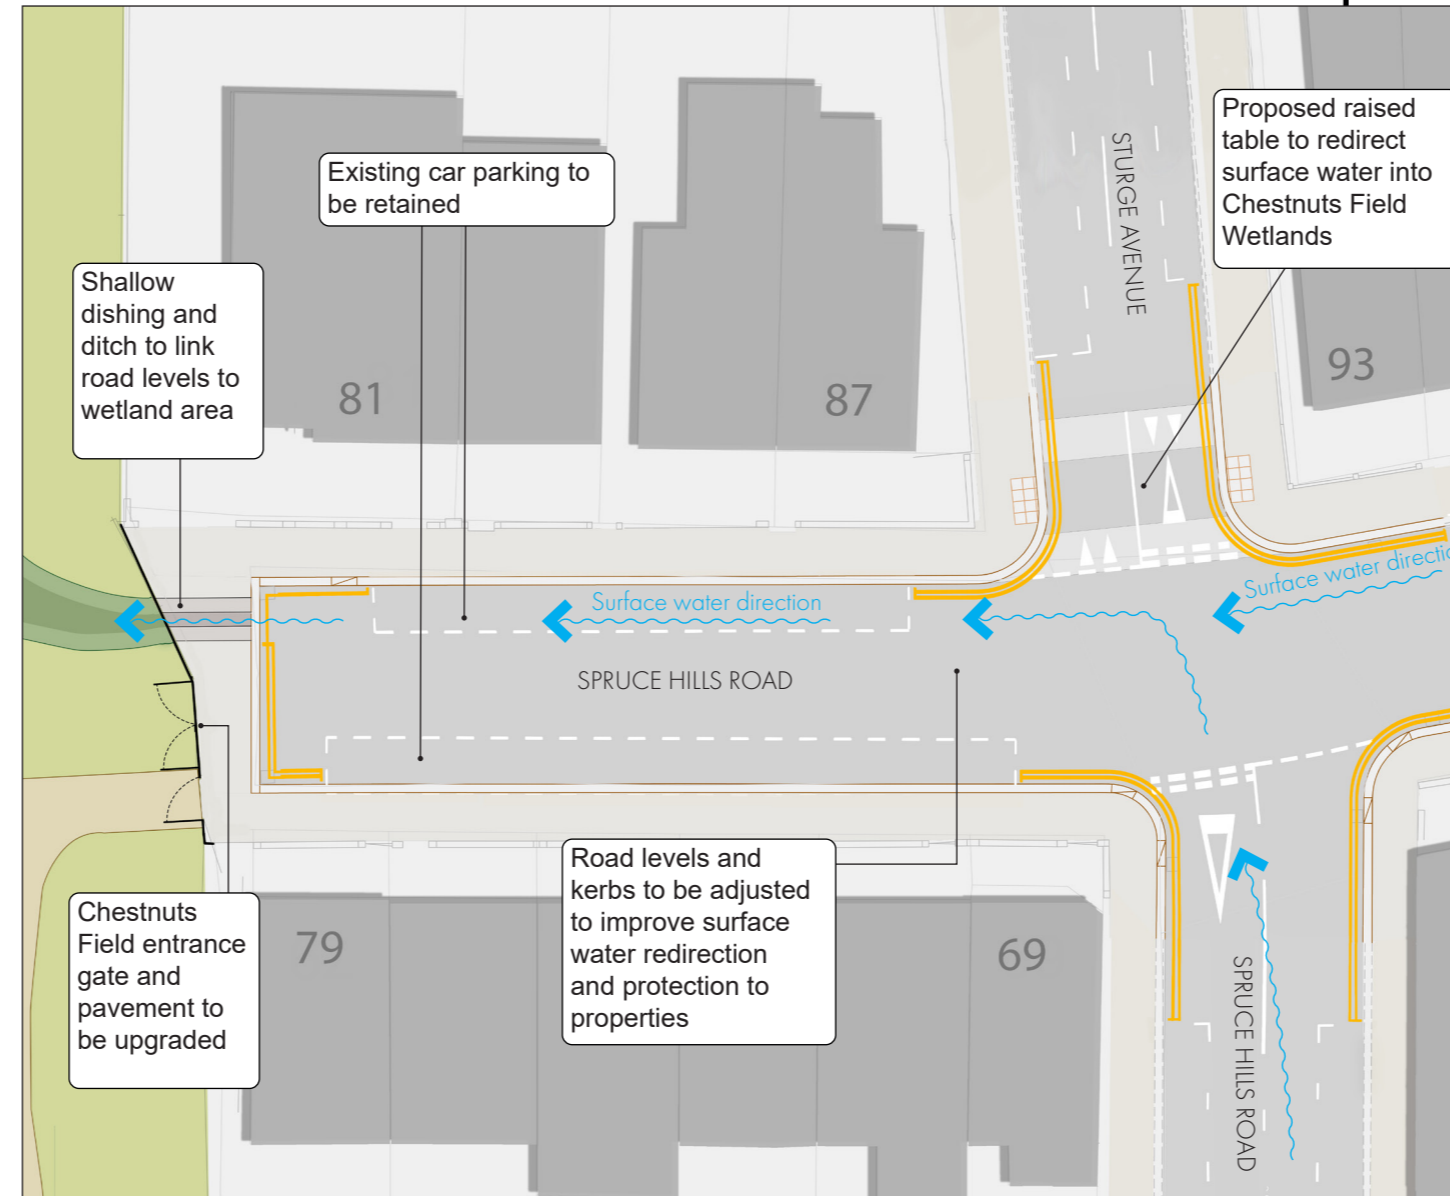 Proposed raised
table to redirect
surface water into
Chestnuts Field
Wetlands
STURGE AVENUE
Existing car parking to
be retained
Shallow
dishing and
ditch to link
road levels to
wetland area
81
87
93
Surface water direction
Surface water directio
SPRUCE HILLS ROAD
Road levels and
kerbs to be adjusted
to improve surface
water redirection
and protection to
properties
Chestnuts
Field entrance
gate and
pavement to
be upgraded
79
69
SPRUCE HILLS ROAD